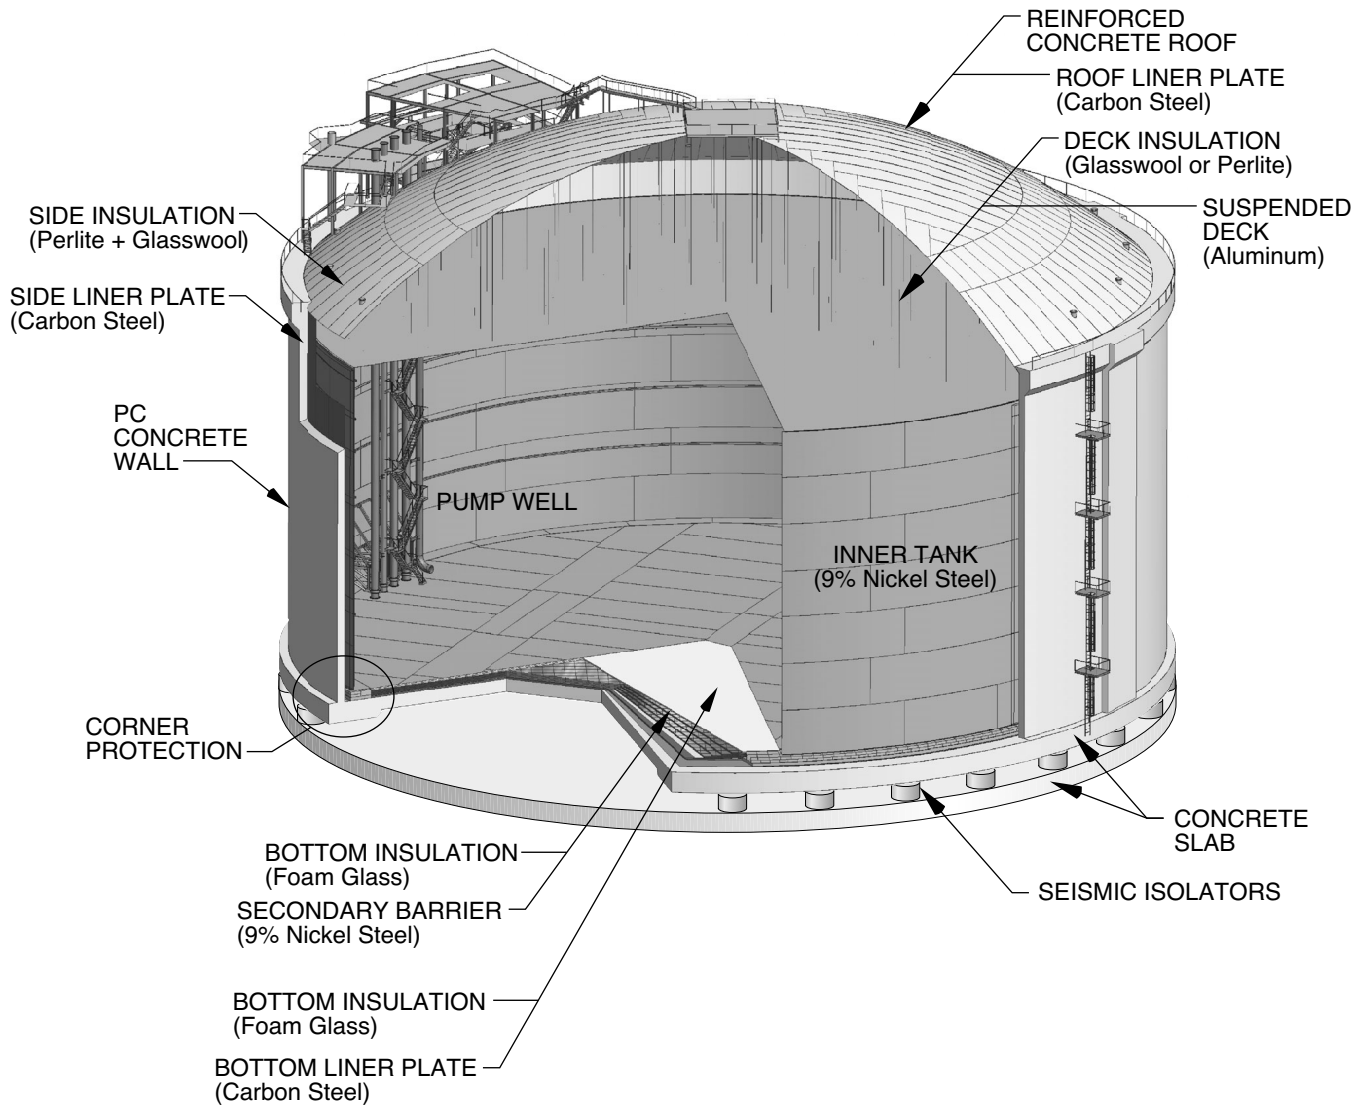 REINFORCED
CONCRETE ROOF
ROOF LINER PLATE
(Carbon Steel)
DECK INSULATION
(Glasswool or Perlite)
SUSPENDED
DECK
(Aluminum)
SIDE INSULATION
(Perlite + Glasswool)
SIDE LINER PLATE
(Carbon Steel)
PC
CONCRETE
WALL
PUMP WELL
INNER TANK
(9% Nickel Steel)
CORNER
PROTECTION
CONCRETE
SLAB
BOTTOM INSULATION
(Foam Glass)
SEISMIC ISOLATORS
SECONDARY BARRIER
(9% Nickel Steel)
BOTTOM INSULATION
(Foam Glass)
BOTTOM LINER PLATE
(Carbon Steel)